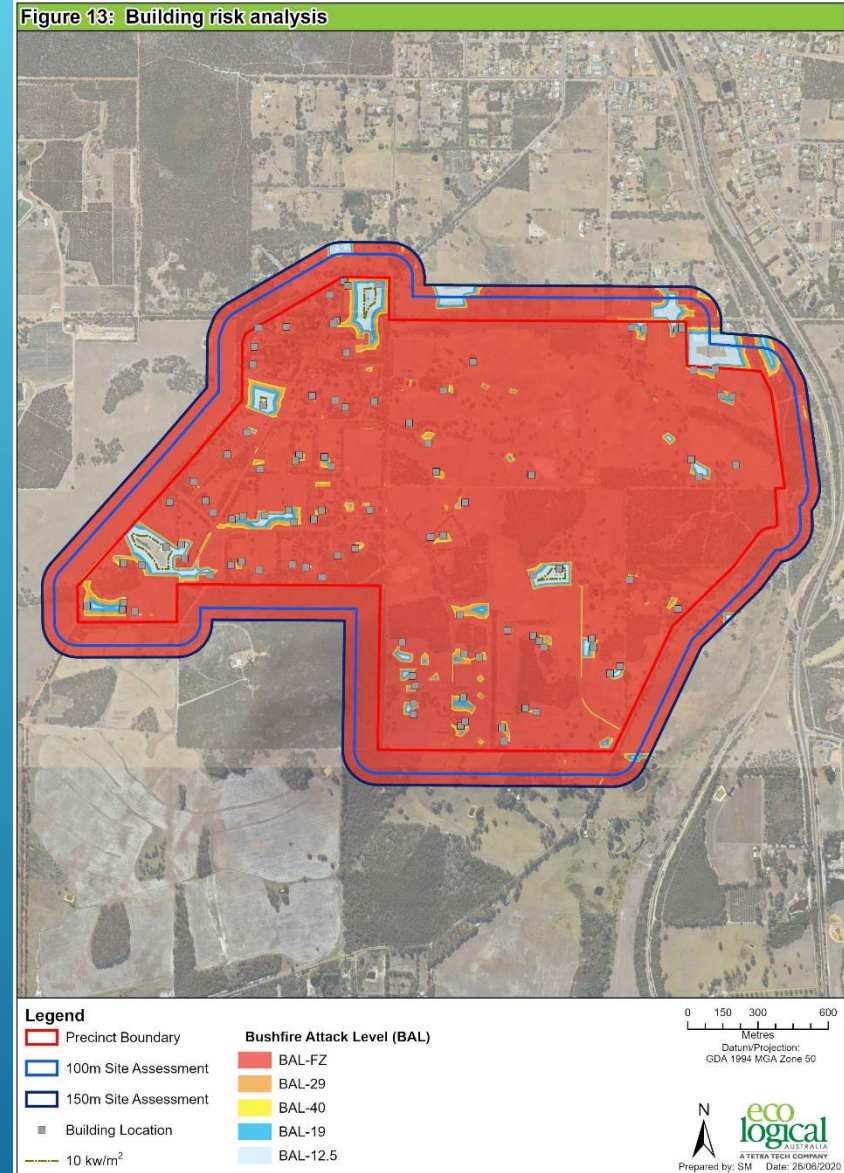 Figure 13: Building risk analysis
Legend
Precinct Boundary
100m Site Assessment
150m Site Assessment
Building Location
10 kw/m²
Bushfire Attack Level (BAL)
BAL-FZ
BAL-29
BAL-40
BAL-19
BAL-12.5
0 150 300 600
Metres
Datum/Projection:
GDA 1994 MGA Zone 50
N
eco
logical
AUSTRALIA
A TETRA TECH COMPANY
Prepared by: SM Date: 26/06/2020